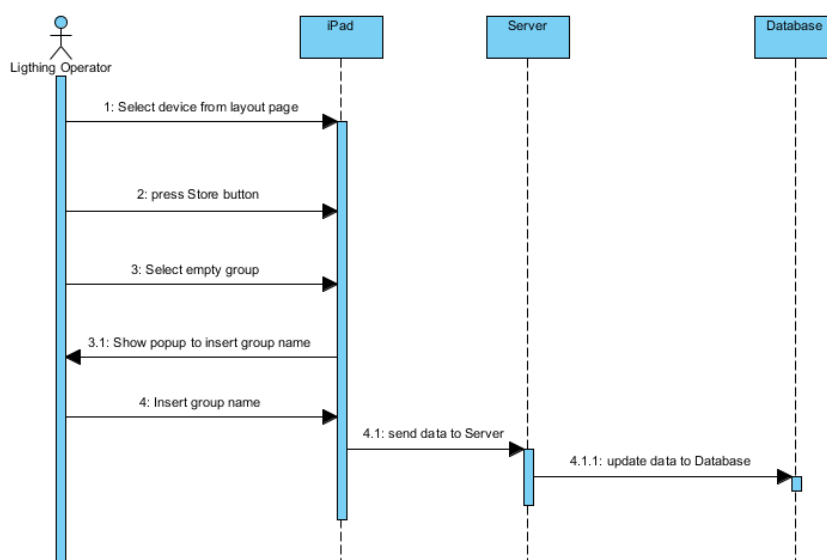 iPad
Server
Database
Ligthing Operator
1: Select device from layout page
2: press Store button
3: Select empty group
3.1: Show popup to insert group name
4: Insert group name
4.1: send data to Server
4.1.1: update data to Database